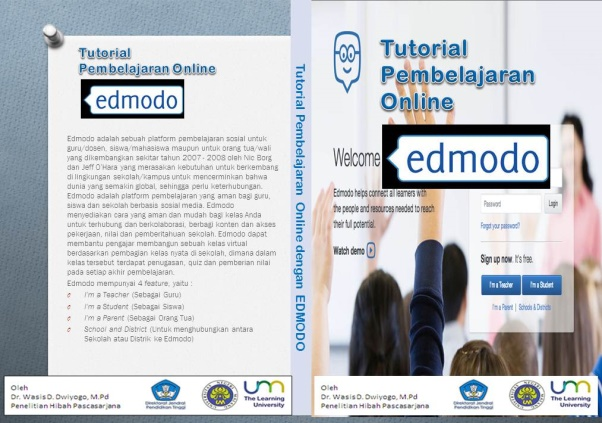 Tutorial
Pembelajaran Online
edmodo
Edmodo adalah sebuah platform pembelajaran sosial untuk
guru/dosen, siswa/mahasiswa maupun untuk orang tua/wali
yang dikembangkan sekitar tahun 2007 - 2008 oleh Nic Borg
dan Jeff O'Hara yang merasakan kebutuhan untuk berkembang
di lingkungan sekolah/kampus untuk mencerminkan bahwa
dunia yang semakin global, sehingga perlu keterhubungan.
Edmodo adalah platform pembelajaran yang aman bagi guru,
siswa dan sekolah berbasis sosial media. Edmodo
menyediakan cara yang aman dan mudah bagi kelas Anda
untuk terhubung dan berkolaborasi, berbagi konten dan akses
pekerjaan, nilai dan pemberitahuan sekolah. Edmodo dapat
membantu pengajar membangun sebuah kelas virtual
berdasarkan pembagian kelas nyata di sekolah, dimana dalam
kelas tersebut terdapat penugasan, quiz dan pemberian nilai
pada setiap akhir pembelajaran.
Edmodo mempunyai 4 feature, yaitu :
I'm a Teacher (Sebagai Guru)
I'm a Student (Sebagai Siswa)
I'm a Parent (Sebagai Orang Tua)
School and District (Untuk menghubungkan antara
Sekolah atau Distrik ke Edmodo)
Oleh
Dr. Wasis D. Dwiyogo, M.Pd
Penelitian Hibah Pascasarjana
Direktorat Jendral
Pendidikan Tinggi
um
The Learning
University
Tutorial Pembelajaran Online dengan EDMODO
Tutorial
Pembelajaran
Online
edmodo
Welcome
Edmodo helps connect all learners with
the people and resources needed to reach
their full potential.
Watch demo
Password
Login
Forgot your password?
Sign up now. It's free.
I'm a Teacher
I'm a Student
I'm a Parent | Schools & Districts
Oleh
Dr. Wasis D. Dwiyogo, M.Pd
Penelitian Hibah Pascasarjana
Direktorat Jendral
Pendidikan Tinggi
um
The Learning
University